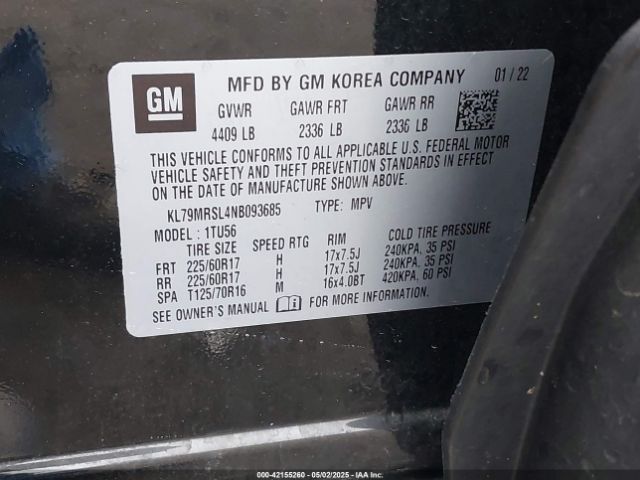 GM
MFD BY GM KOREA COMPANY 01 / 22
GVWR GAWR FRT GAWR RR
4409 LB 2336 LB 2336 LB
THIS VEHICLE CONFORMS TO ALL APPLICABLE U.S. FEDERAL MOTOR
VEHICLE SAFETY AND THEFT PREVENTION STANDARDS IN EFFECT
ON THE DATE OF MANUFACTURE SHOWN ABOVE.
KL79MRSL4NB093685 TYPE: MPV
MODEL : 1TU56
TIRE SIZE SPEED RTG RIM COLD TIRE PRESSURE
FRT 225/60R17 H 17x7.5J 240KPA, 35 PSI
RR 225/60R17 H 17x7.5J 240KPA, 35 PSI
SPA T125/70R16 M 16x4.0BT 420KPA, 60 PSI
SEE OWNER'S MANUAL FOR MORE INFORMATION.
000-42155260 - 05/02/2025 - IAA Inc.